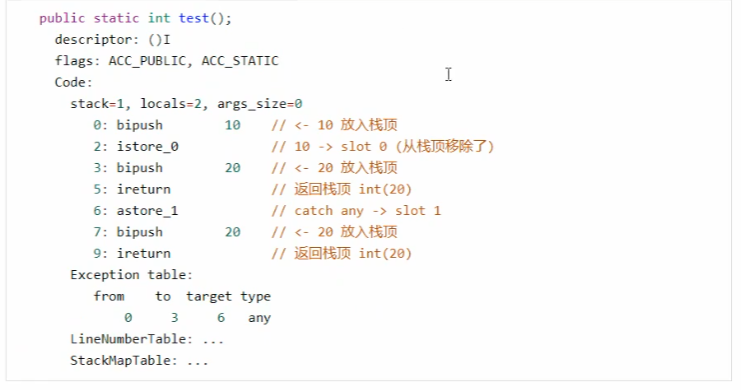 public static int test();
descriptor: ()I
flags: ACC_PUBLIC, ACC_STATIC
Code:
stack=1, locals=2, args_size=0
0: bipush 10 // <- 10 放入栈顶
2: istore_0 // 10 -> slot 0 (从栈顶移除了)
3: bipush 20 // <- 20 放入栈顶
5: ireturn // 返回栈顶 int(20)
6: astore_1 // catch any -> slot 1
7: bipush 20 // <- 20 放入栈顶
9: ireturn // 返回栈顶 int(20)
Exception table:
from to target type
0 3 6 any
LineNumberTable: ...
StackMapTable: ...